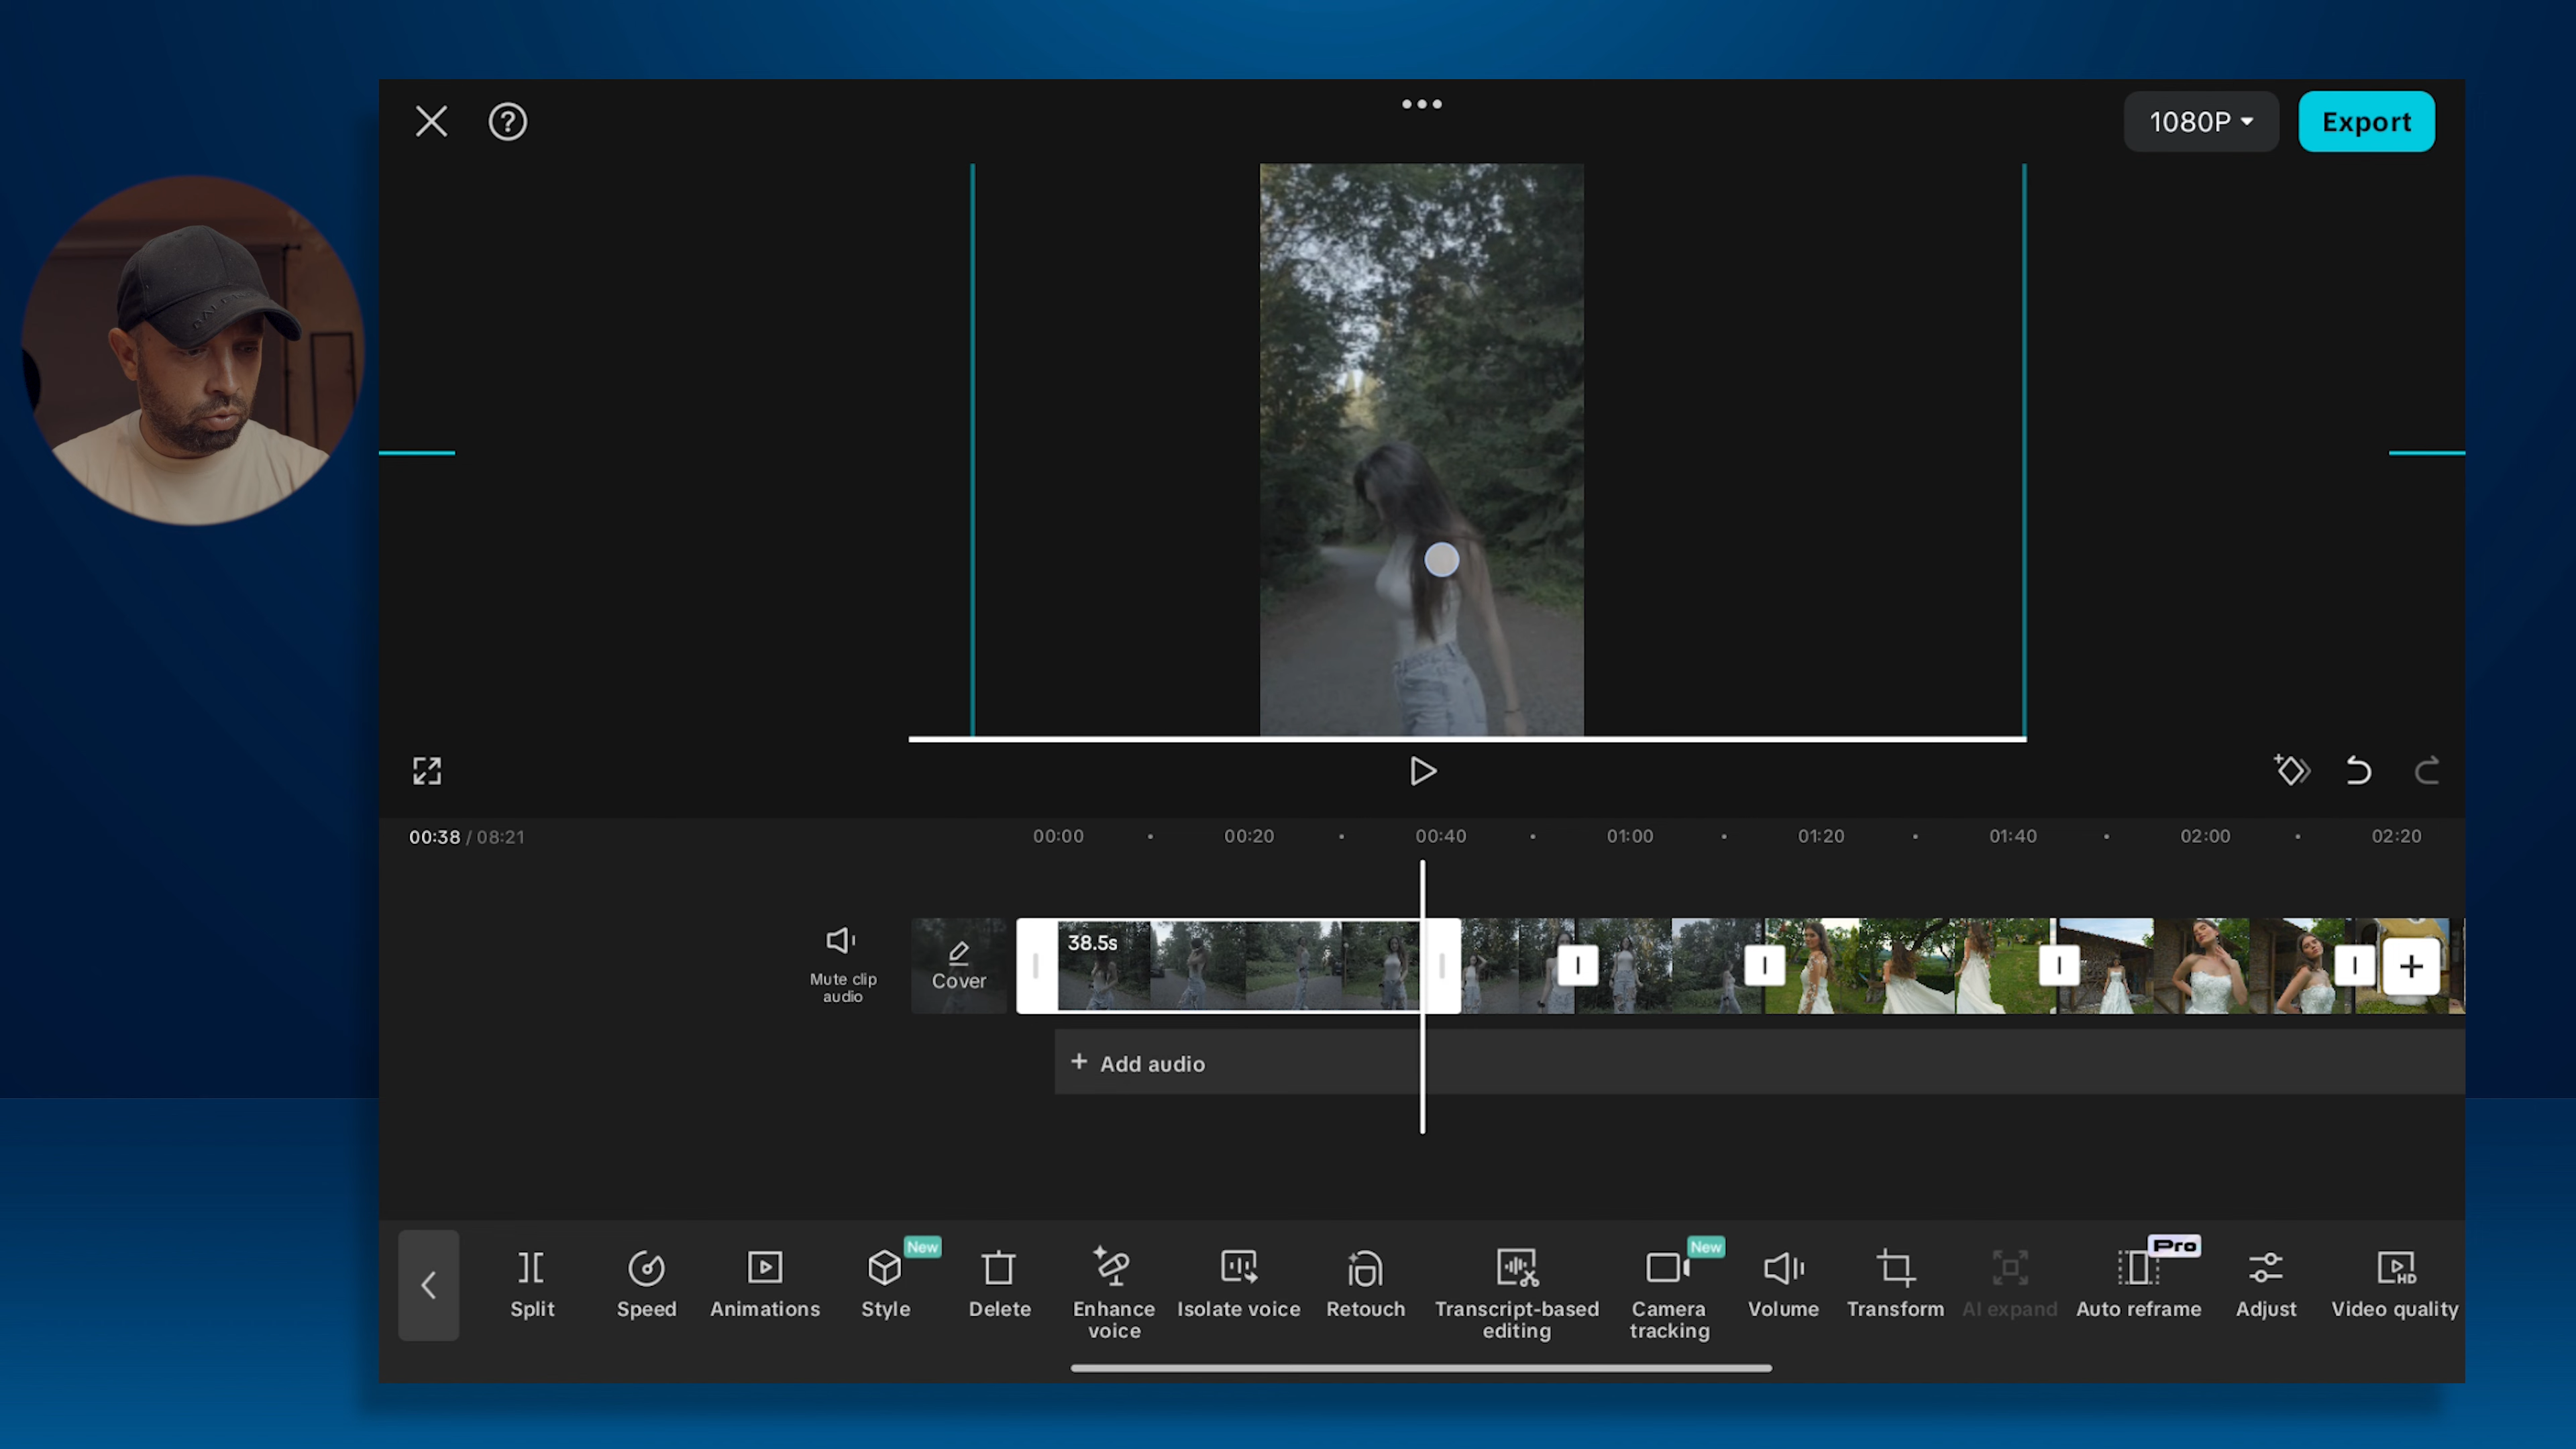 1080P
Export
00:38 / 08:21
00:00
00:20
00:40
01:00
01:20
01:40
02:00
02:20
Mute clip
audio
Cover
38.5s
+ Add audio
Split
Speed
Animations
New
Style
Delete
Enhance
voice
Isolate voice
Retouch
Transcript-based
editing
New
Camera
tracking
Volume
Transform
AI expand
Pro
Auto reframe
Adjust
HD
Video quality